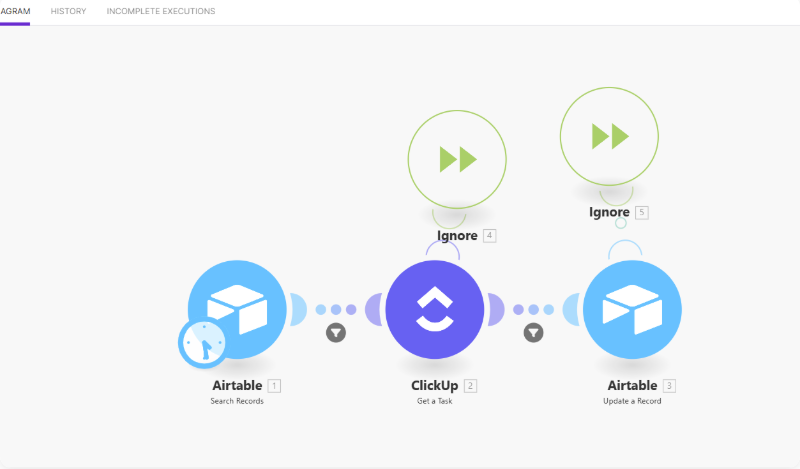 AGRAM HISTORY INCOMPLETE EXECUTIONS
Ignore 5
Ignore 4
Airtable 1
Search Records
ClickUp 2
Get a Task
Airtable 3
Update a Record